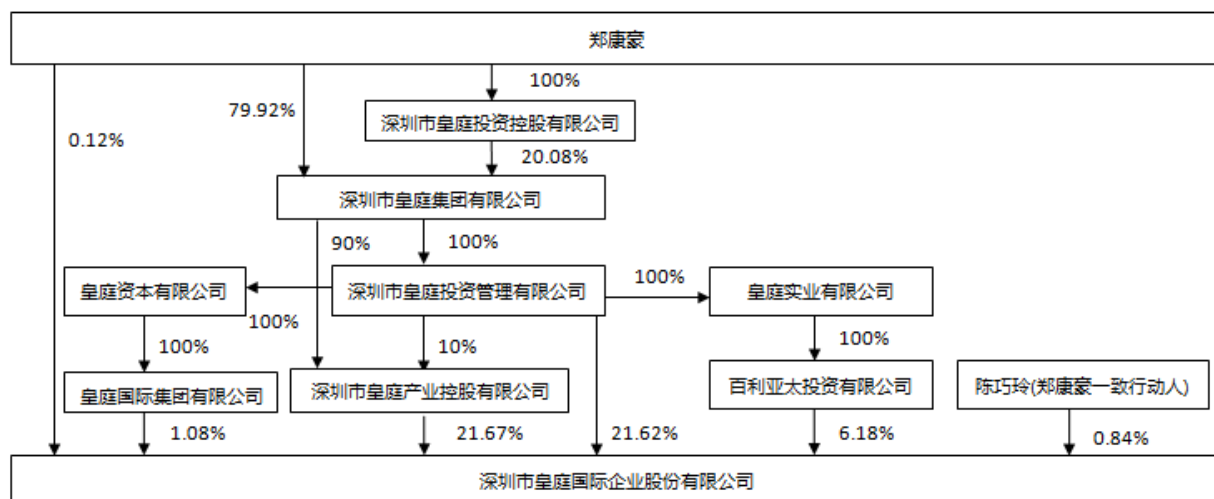 郑康豪
100%
79.92%
深圳市皇庭投资控股有限公司
0.12%
20.08%
深圳市皇庭集团有限公司
90%
100%
100%
皇庭资本有限公司
深圳市皇庭投资管理有限公司
皇庭实业有限公司
100%
100%
10%
100%
皇庭国际集团有限公司
深圳市皇庭产业控股有限公司
百利亚太投资有限公司
陈巧玲(郑康豪一致行动人)
1.08%
21.67%
21.62%
6.18%
0.84%
深圳市皇庭国际企业股份有限公司